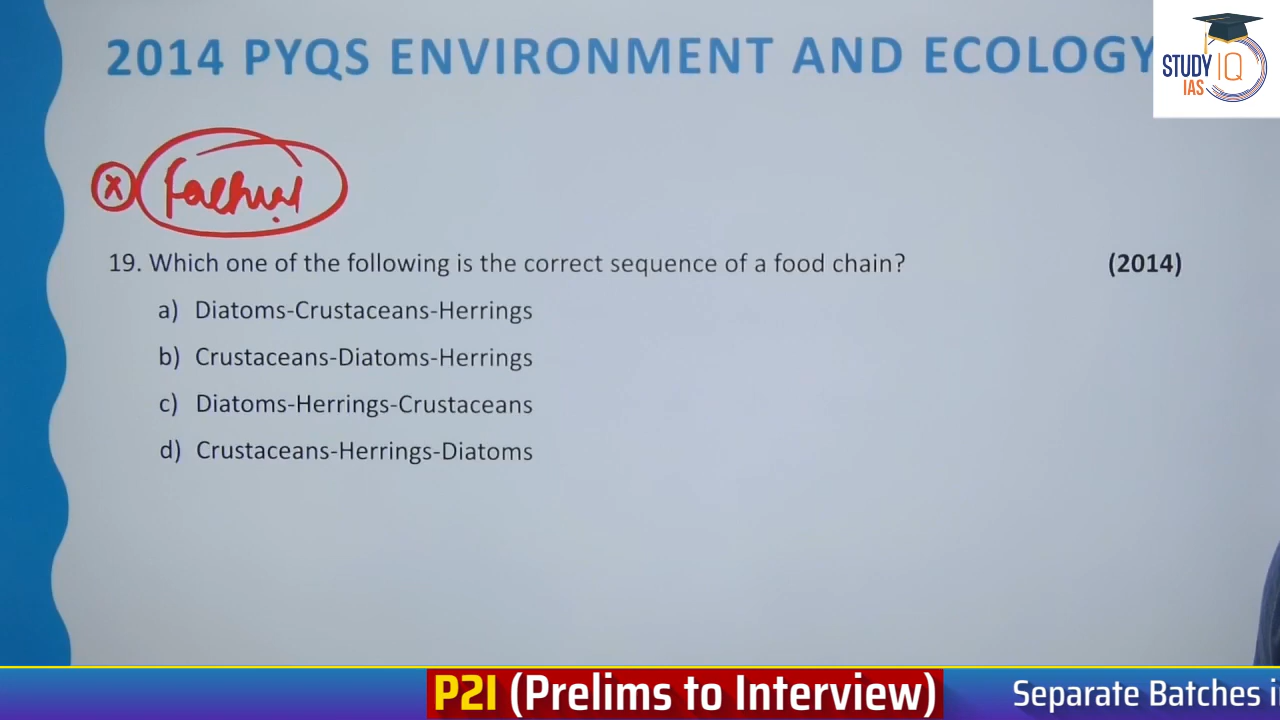 2014 PYQS ENVIRONMENT AND ECOLOGY
STUDY IQ
IAS
x factual
19. Which one of the following is the correct sequence of a food chain? (2014)
a) Diatoms-Crustaceans-Herrings
b) Crustaceans-Diatoms-Herrings
c) Diatoms-Herrings-Crustaceans
d) Crustaceans-Herrings-Diatoms
P2I (Prelims to Interview) Separate Batches i